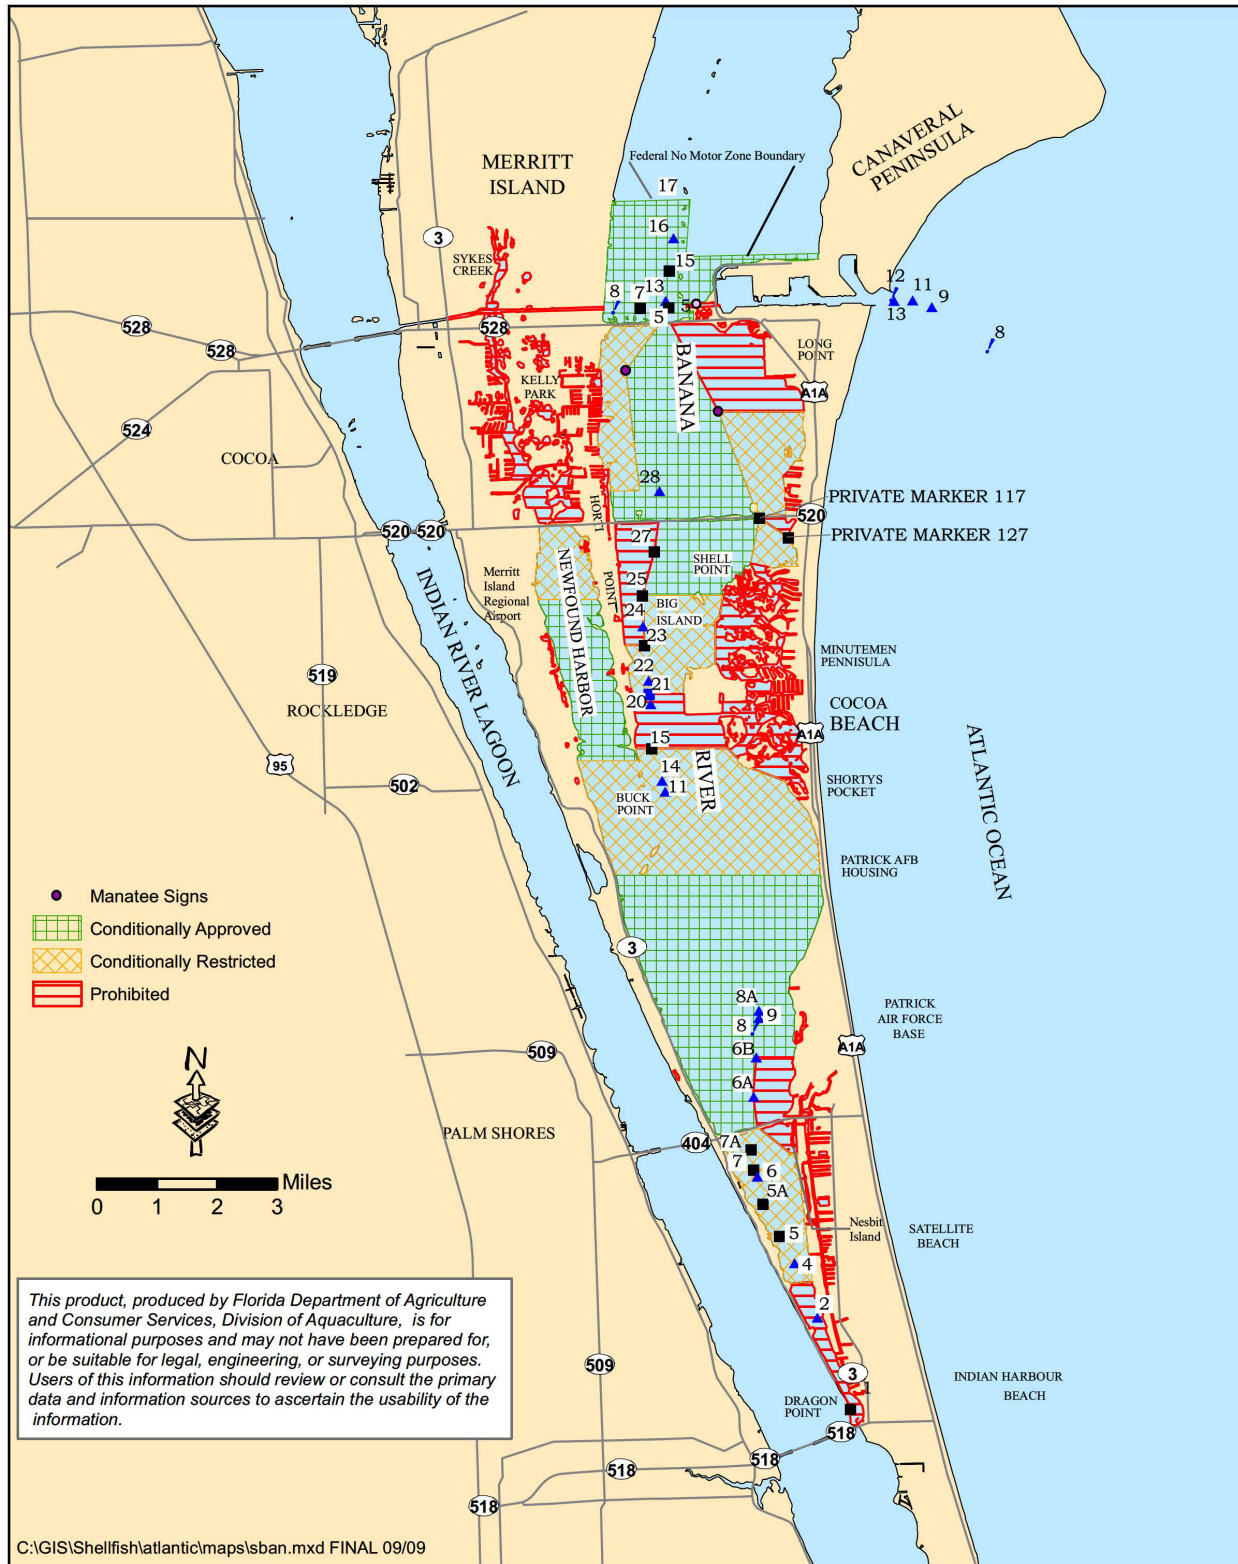 CANAVERAL
PENINSULA
MERRITT
ISLAND
Federal No Motor Zone Boundary
17
16
3
SYKES
CREEK
15
13
8
7
5
5
12
11
9
13
8
528
528
528
LONG
POINT
KELLY
PARK
BANANA
A1A
524
COCOA
28
HORTI
POINT
PRIVATE MARKER 117
520
520
520
PRIVATE MARKER 127
27
SHELL
POINT
INDIAN RIVER LAGOON
Merritt
Island
Regional
Airport
NEWFOUND HARBOR
25
24
BIG
ISLAND
23
MINUTEMEN
PENNISULA
22
21
20
519
ROCKLEDGE
COCOA
BEACH
A1A
15
RIVER
ATLANTIC OCEAN
95
502
14
11
BUCK
POINT
SHORTYS
POCKET
PATRICK AFB
HOUSING
Manatee Signs
Conditionally Approved
Conditionally Restricted
Prohibited
3
8A
9
8
PATRICK
AIR FORCE
BASE
A1A
6B
6A
509
N
PALM SHORES
404
7A
7
6
5A
5
4
Nesbit
Island
SATELLITE
BEACH
Miles
0 1 2 3
2
This product, produced by Florida Department of Agriculture
and Consumer Services, Division of Aquaculture, is for
informational purposes and may not have been prepared for,
or be suitable for legal, engineering, or surveying purposes.
Users of this information should review or consult the primary
data and information sources to ascertain the usability of the
information.
509
3
1
INDIAN HARBOUR
BEACH
DRAGON
POINT
518
518
518
518
C:\GIS\Shellfish\atlantic\maps\sban.mxd FINAL 09/09